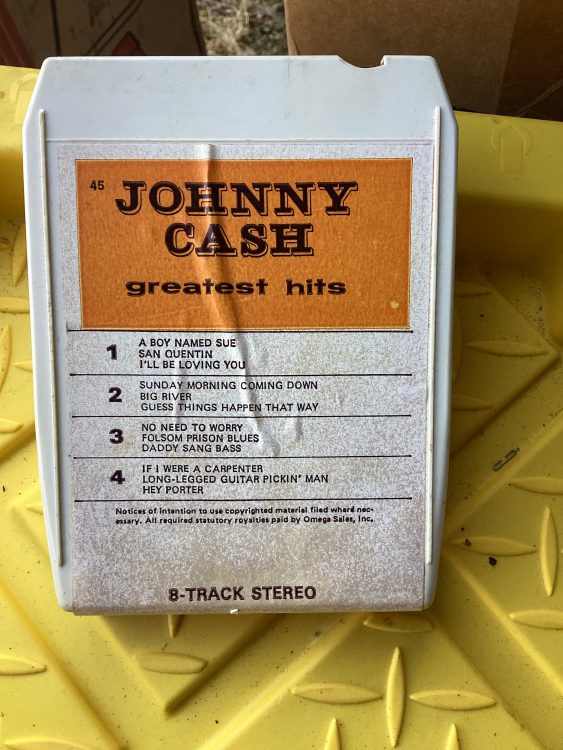 45
JOHNNY
CASH
greatest hits
1
A BOY NAMED SUE
SAN QUENTIN
I'LL BE LOVING YOU
2
SUNDAY MORNING COMING DOWN
BIG RIVER
GUESS THINGS HAPPEN THAT WAY
3
NO NEED TO WORRY
FOLSOM PRISON BLUES
DADDY SANG BASS
4
IF I WERE A CARPENTER
LONG-LEGGED GUITAR PICKIN' MAN
HEY PORTER
Notices of intention to use copyrighted material filed where nec-
essary. All required statutory royalties paid by Omega Sales, Inc.
8-TRACK STEREO